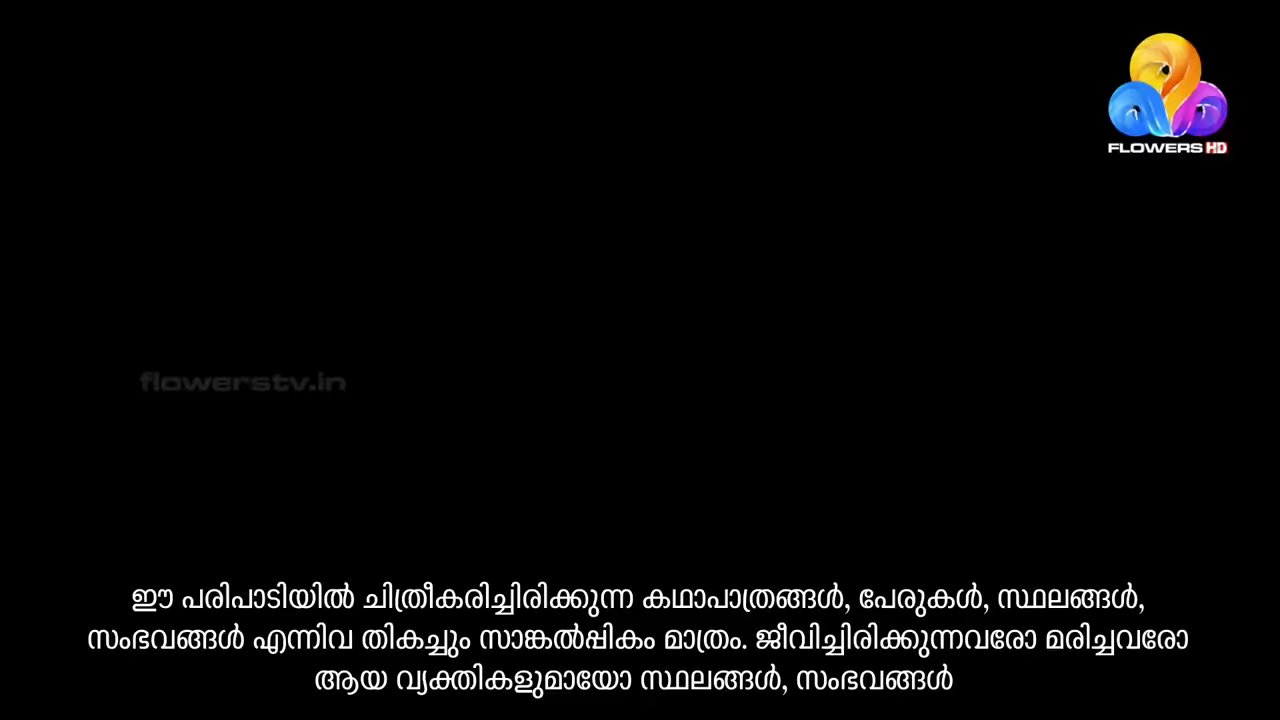 FLOWERS HD
flowerstv.in
ഈ പരിപാടിയിൽ ചിത്രീകരിച്ചിരിക്കുന്ന കഥാപാത്രങ്ങൾ, പേരുകൾ, സ്ഥലങ്ങൾ,
സംഭവങ്ങൾ എന്നിവ തികച്ചും സാങ്കൽപ്പികം മാത്രം. ജീവിച്ചിരിക്കുന്നവരോ മരിച്ചവരോ
ആയ വ്യക്തികളുമായോ സ്ഥലങ്ങൾ, സംഭവങ്ങൾ